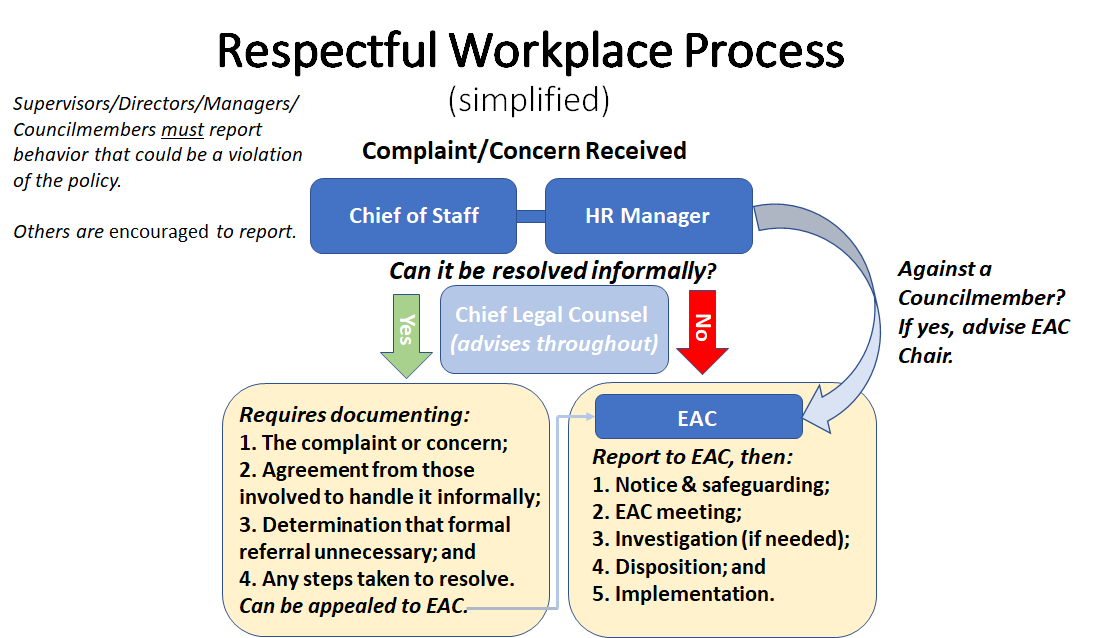 Respectful Workplace Process
(simplified)
Supervisors/Directors/Managers/
Councilmembers must report
behavior that could be a violation
of the policy.
Others are encouraged to report.
Complaint/Concern Received
Chief of Staff
HR Manager
Can it be resolved informally?
Yes
Chief Legal Counsel
(advises throughout)
No
Against a
Councilmember?
If yes, advise EAC
Chair.
Requires documenting:
1. The complaint or concern;
2. Agreement from those
involved to handle it informally;
3. Determination that formal
referral unnecessary; and
4. Any steps taken to resolve.
Can be appealed to EAC.
EAC
Report to EAC, then:
1. Notice & safeguarding;
2. EAC meeting;
3. Investigation (if needed);
4. Disposition; and
5. Implementation.